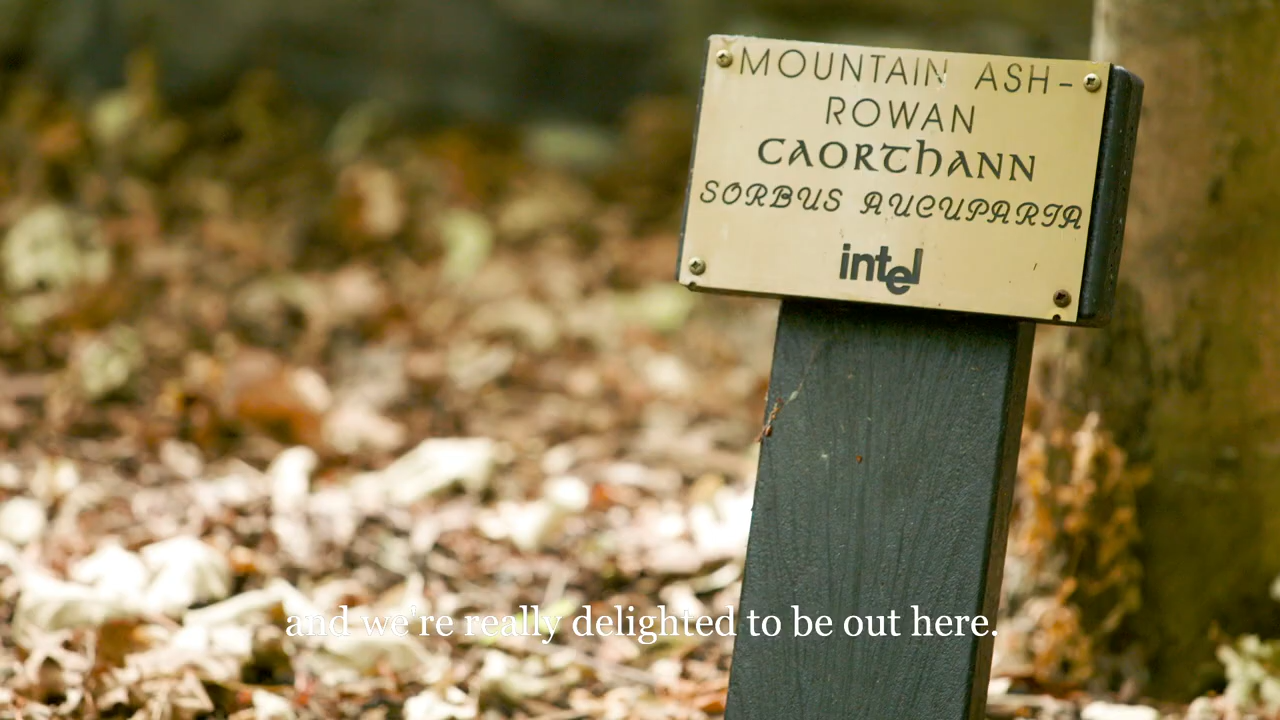 MOUNTAIN ASH-
ROWAN
CAORTHANN
SORBUS AUCUPARIA
intel
and we're really delighted to be out here.